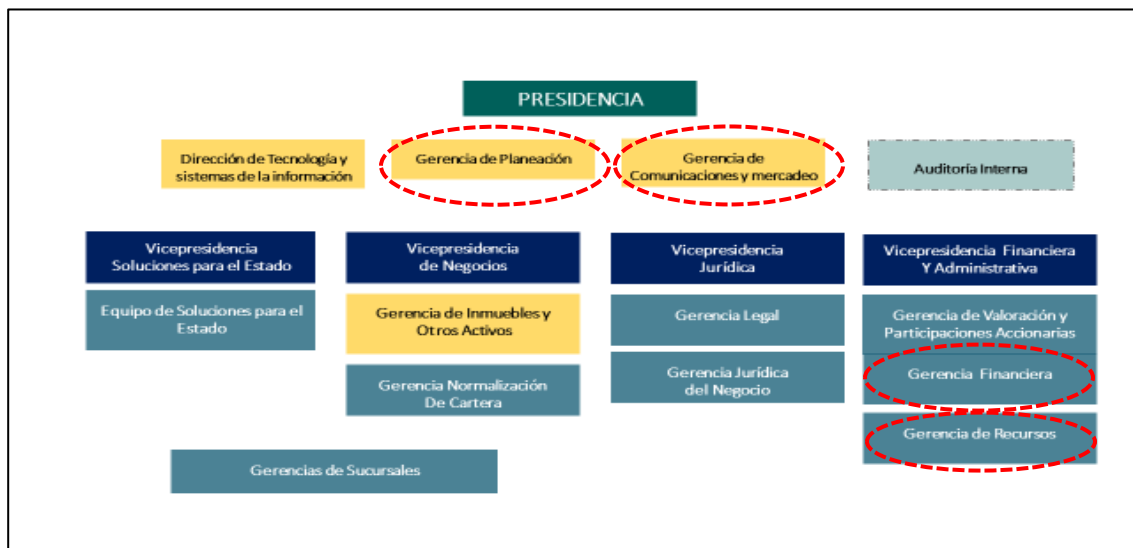 PRESIDENCIA
Dirección de Tecnología y
sistemas de la información
Gerencia de Planeación
Gerencia de
Comunicaciones y mercadeo
Auditoría Interna
Vicepresidencia
Soluciones para el Estado
Vicepresidencia
de Negocios
Vicepresidencia
Jurídica
Vicepresidencia Financiera
Y Administrativa
Equipo de Soluciones para el
Estado
Gerencia de Inmuebles y
Otros Activos
Gerencia Legal
Gerencia de Valoración y
Participaciones Accionarias
Gerencia Normalización
De Cartera
Gerencia Jurídica
del Negocio
Gerencia Financiera
Gerencia de Recursos
Gerencias de Sucursales